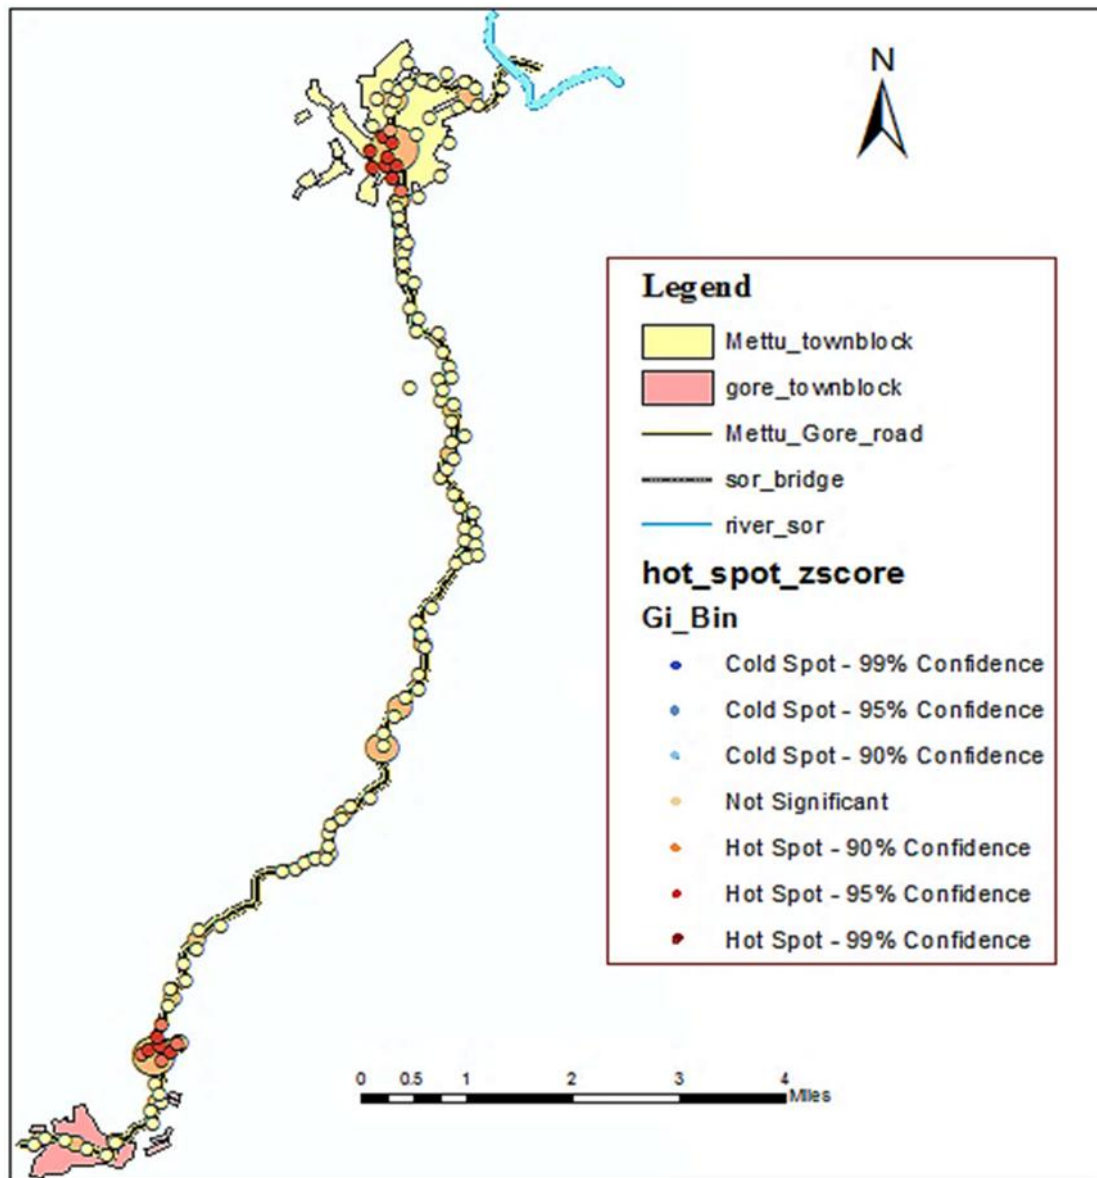 N
Legend
Mettu_townblock
gore_townblock
Mettu_Gore_road
sor_bridge
river_sor
hot_spot_zscore
Gi_Bin
Cold Spot - 99% Confidence
Cold Spot - 95% Confidence
Cold Spot - 90% Confidence
Not Significant
Hot Spot - 90% Confidence
Hot Spot - 95% Confidence
Hot Spot - 99% Confidence
0 0.5 1 2 3 4
Miles